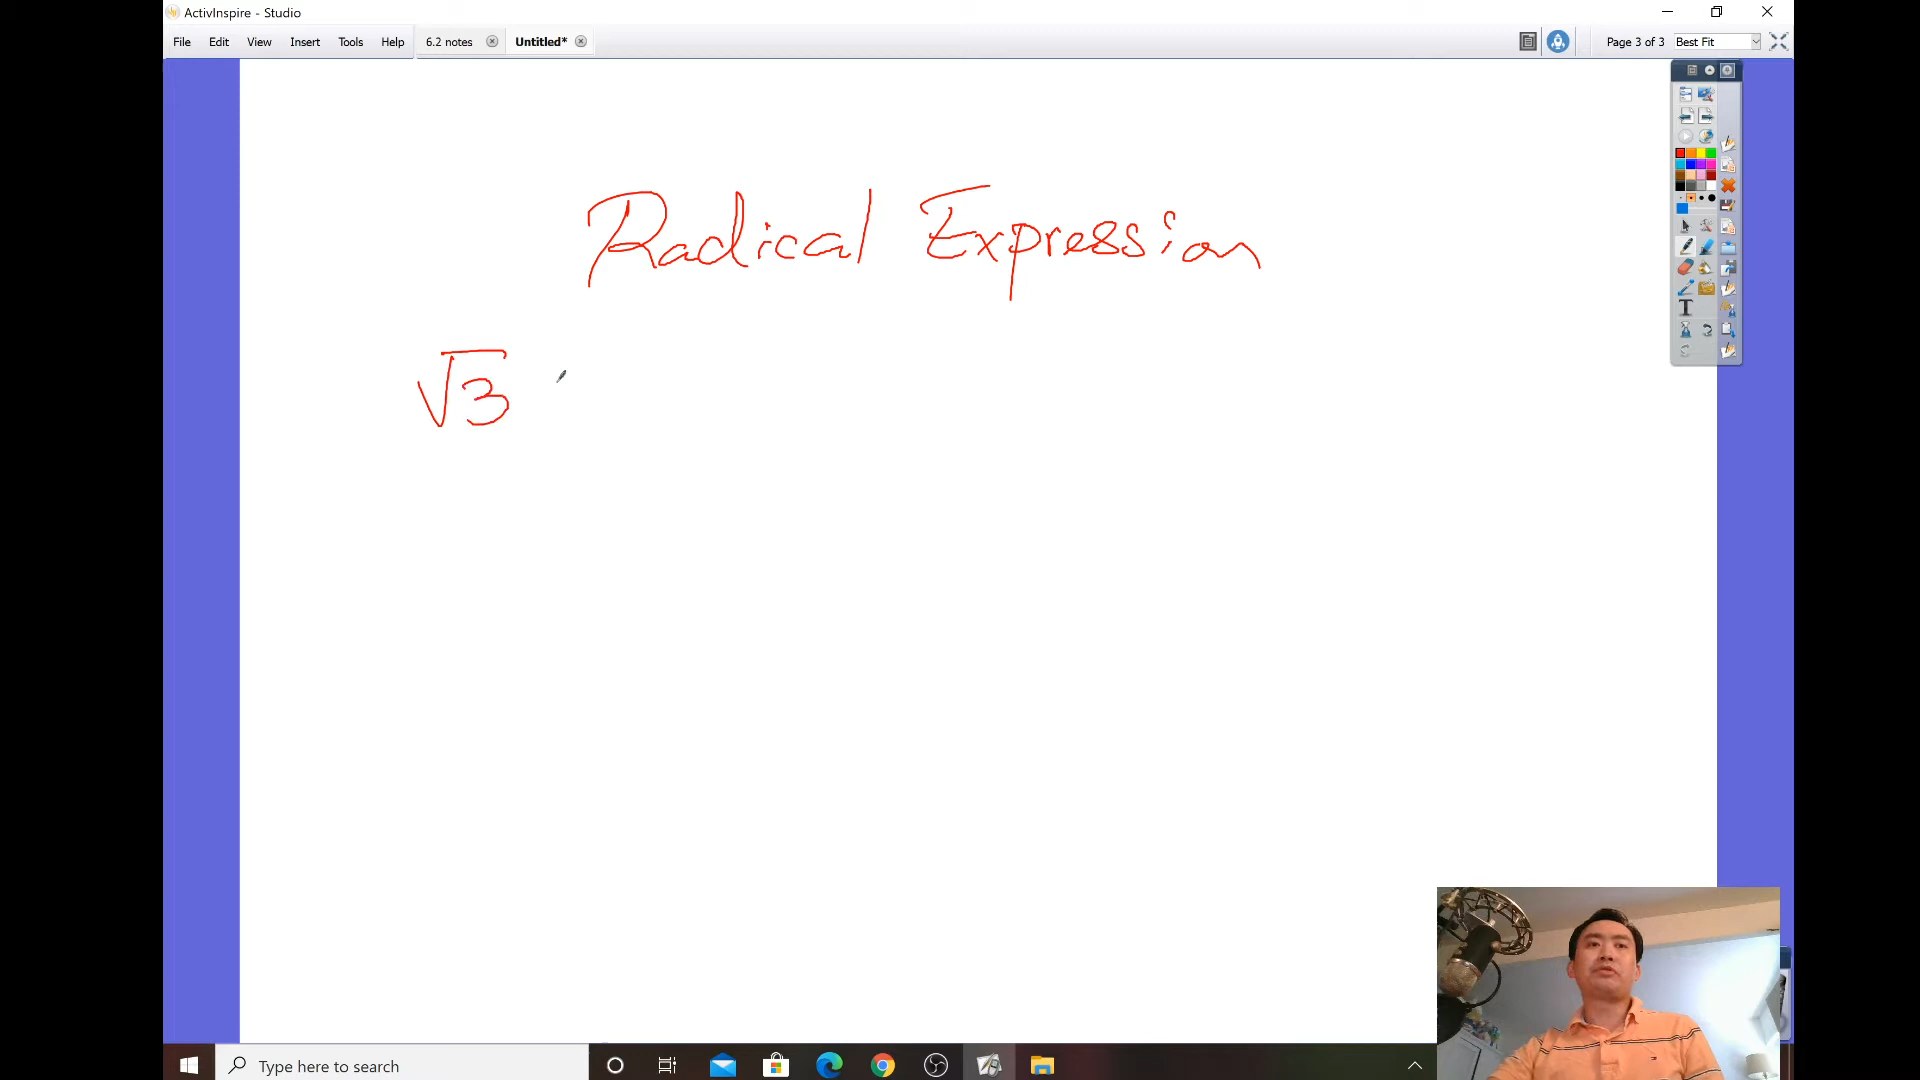 ActivInspire - Studio
File Edit View Insert Tools Help 6.2 notes Untitled* Page 3 of 3 Best Fit
Radical Expression
√3
Type here to search